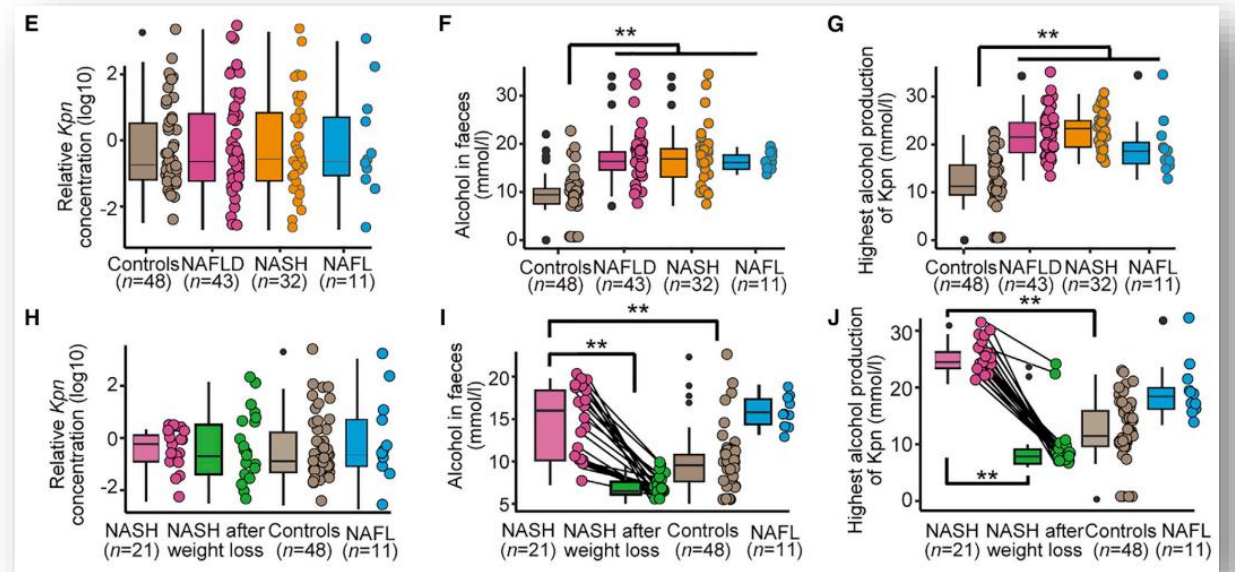 E
Relative Kpn
concentration (log10)
2
0
-2
Controls NAFLD NASH NAFL
(n=48) (n=43) (n=32) (n=11)
F
**
Alcohol in faeces
(mmol/l)
30
20
10
0
Controls NAFLD NASH NAFL
(n=48) (n=43) (n=32) (n=11)
G
**
Highest alcohol production
of Kpn (mmol/l)
30
20
10
0
Controls NAFLD NASH NAFL
(n=48) (n=43) (n=32) (n=11)
H
Relative Kpn
concentration (log10)
2
0
-2
NASH NASH after Controls NAFL
(n=21) weight loss (n=48) (n=11)
I
**
**
Alcohol in faeces
(mmol/l)
20
15
10
5
NASH NASH after Controls NAFL
(n=21) weight loss (n=48) (n=11)
J
**
**
Highest alcohol production
of Kpn (mmol/l)
30
20
10
0
NASH NASH after Controls NAFL
(n=21) weight loss (n=48) (n=11)